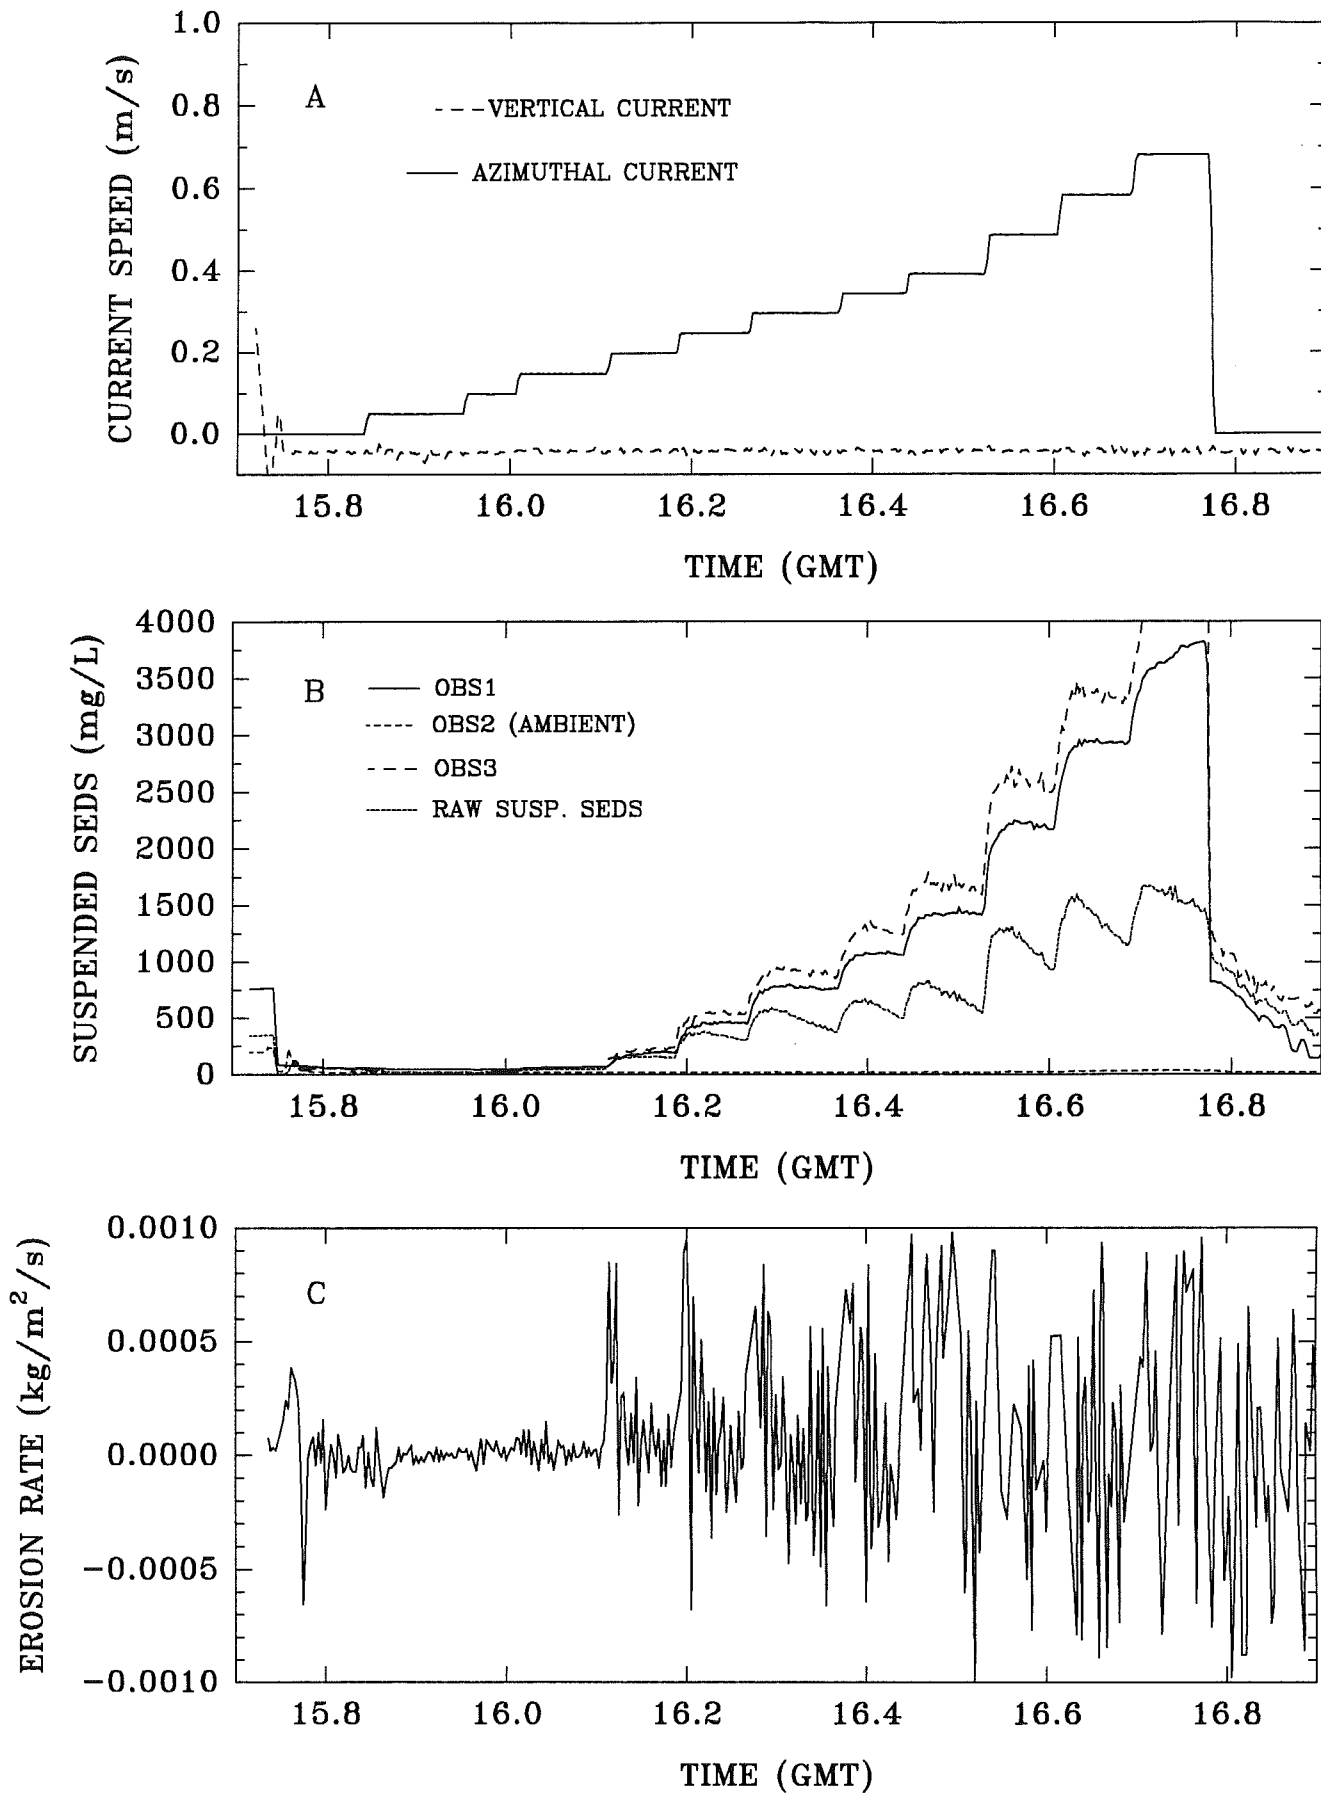 1.0
0.8
0.6
0.4
0.2
0.0
CURRENT SPEED (m/s)
A
VERTICAL CURRENT
AZIMUTHAL CURRENT
15.8 16.0 16.2 16.4 16.6 16.8
TIME (GMT)
4000
3500
3000
2500
2000
1500
1000
500
0
SUSPENDED SEDS (mg/L)
B
OBS1
OBS2 (AMBIENT)
OBS3
RAW SUSP. SEDS
15.8 16.0 16.2 16.4 16.6 16.8
TIME (GMT)
0.0010
0.0005
0.0000
−0.0005
−0.0010
EROSION RATE (kg/m²/s)
C
15.8 16.0 16.2 16.4 16.6 16.8
TIME (GMT)